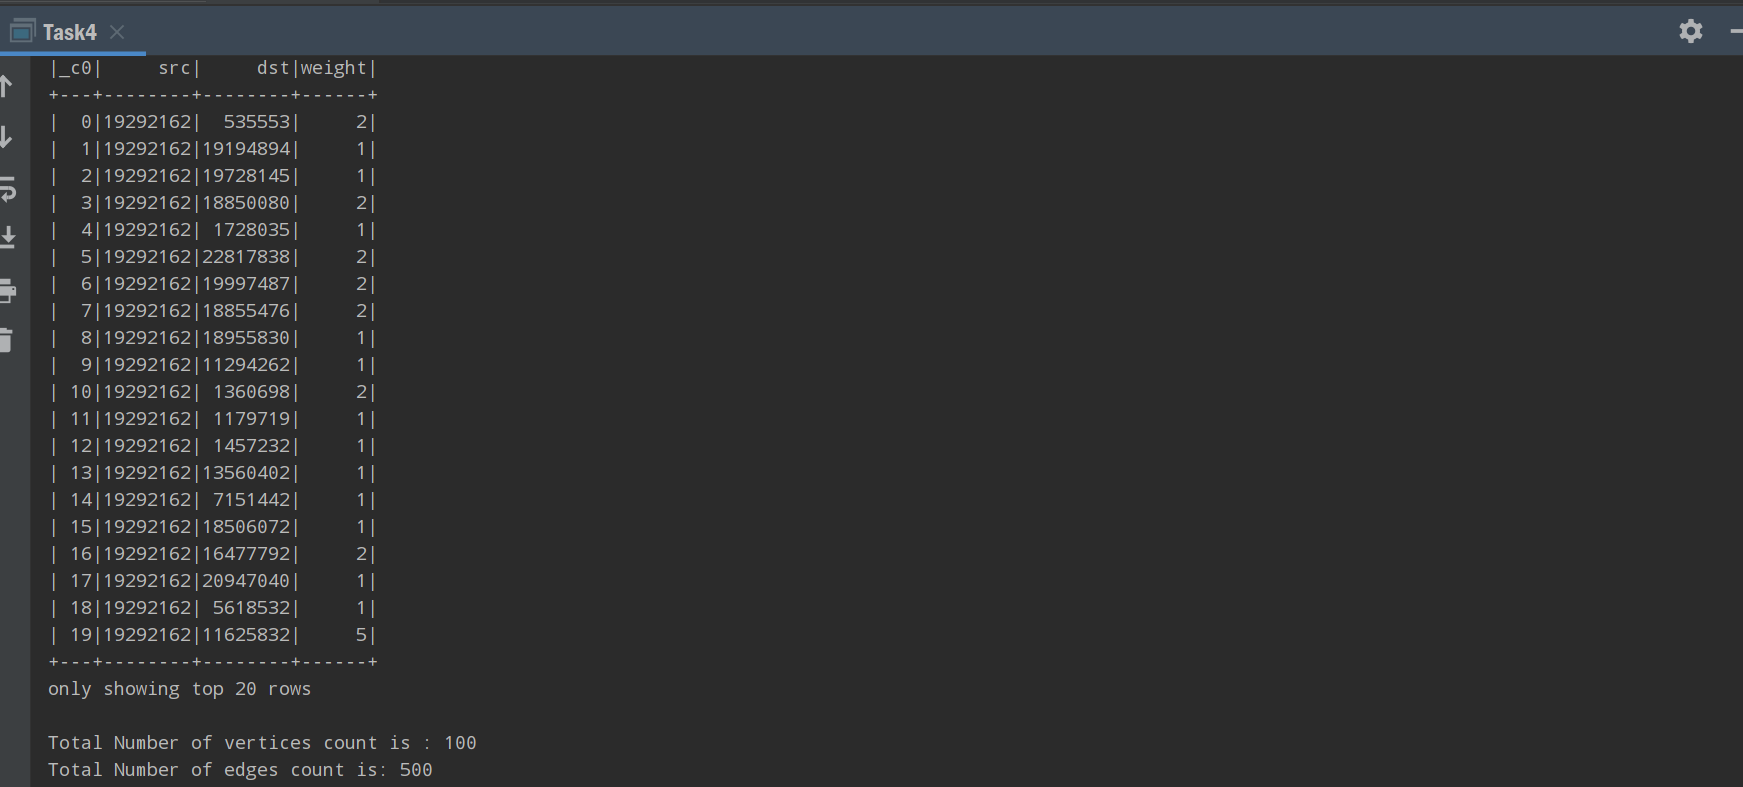 Task4
|_c0|     src|     dst|weight|
+---+--------+--------+------+
|  0|19292162|  535553|     2|
|  1|19292162|19194894|     1|
|  2|19292162|19728145|     1|
|  3|19292162|18850080|     2|
|  4|19292162| 1728035|     1|
|  5|19292162|22817838|     2|
|  6|19292162|19997487|     2|
|  7|19292162|18855476|     2|
|  8|19292162|18955830|     1|
|  9|19292162|11294262|     1|
| 10|19292162| 1360698|     2|
| 11|19292162| 1179719|     1|
| 12|19292162| 1457232|     1|
| 13|19292162|13560402|     1|
| 14|19292162| 7151442|     1|
| 15|19292162|18506072|     1|
| 16|19292162|16477792|     2|
| 17|19292162|20947040|     1|
| 18|19292162| 5618532|     1|
| 19|19292162|11625832|     5|
+---+--------+--------+------+
only showing top 20 rows
Total Number of vertices count is : 100
Total Number of edges count is: 500